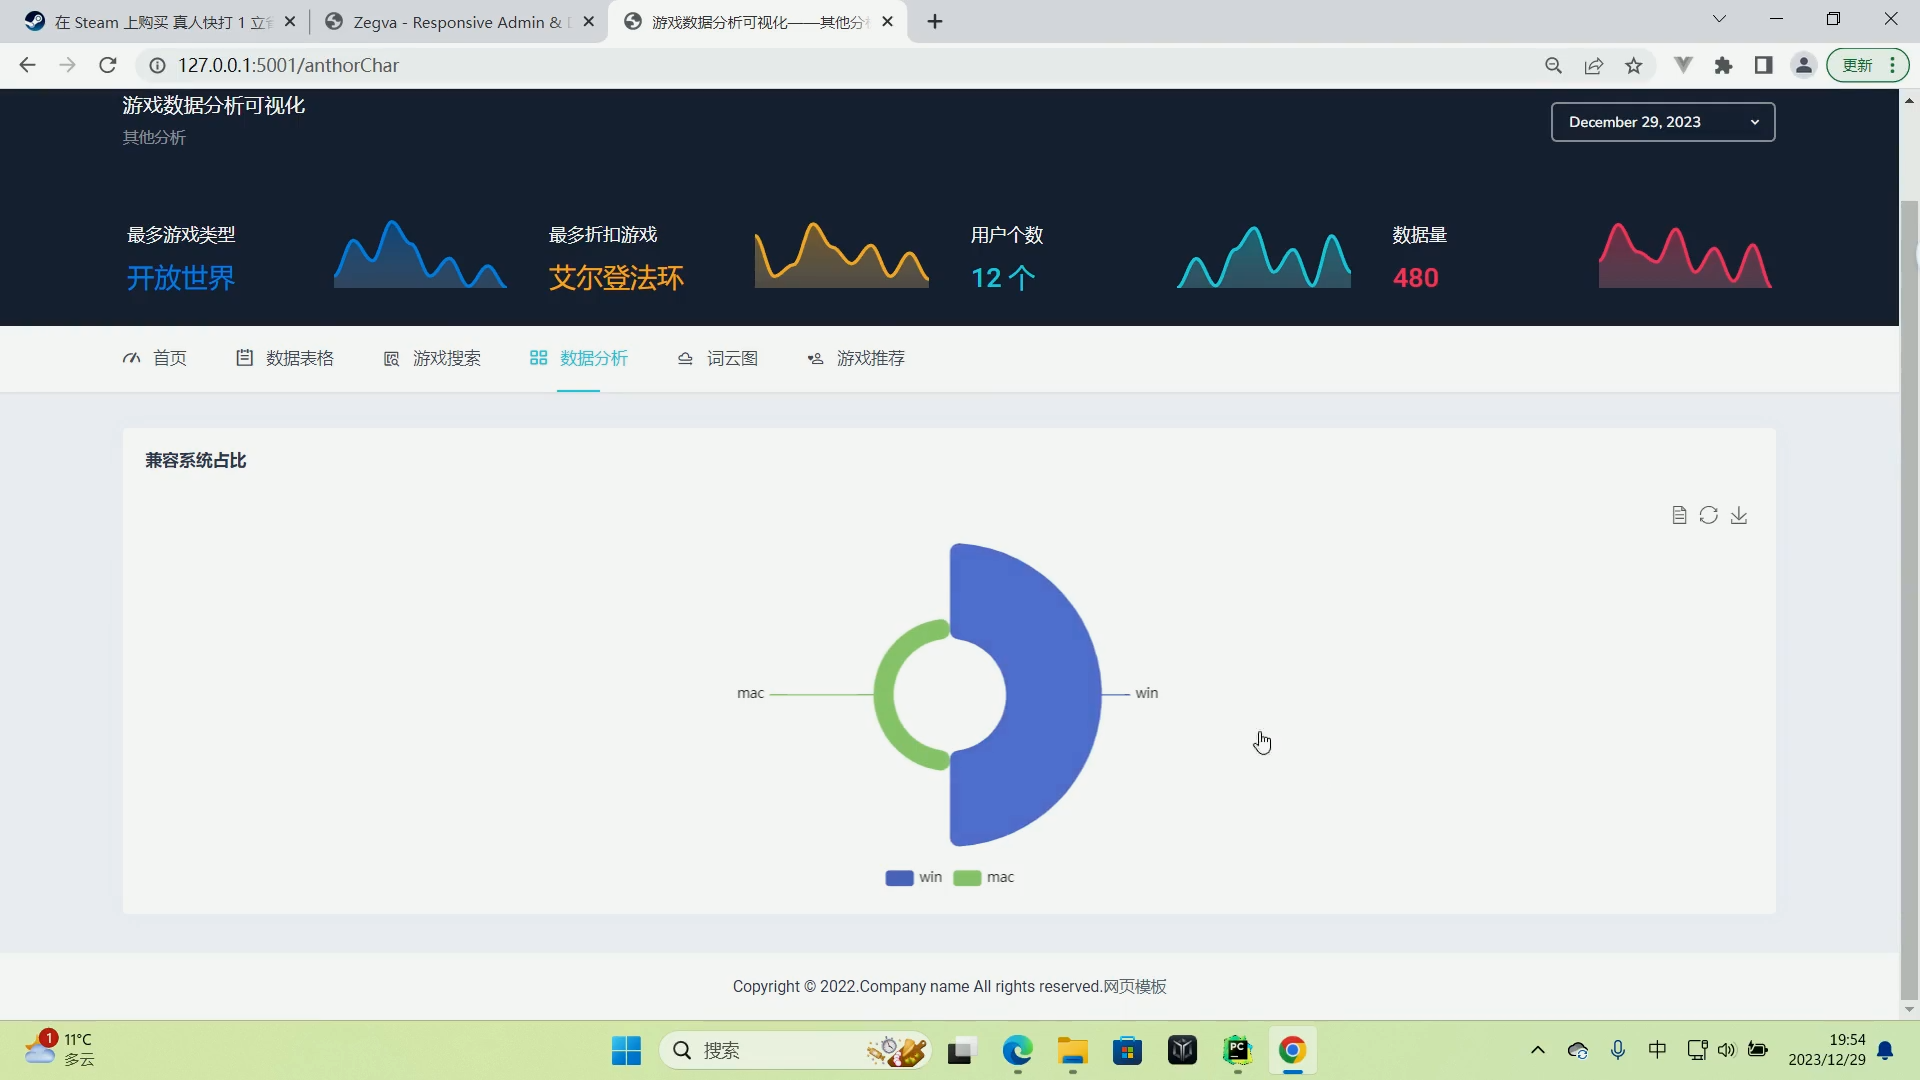 在 Steam 上购买 真人快打 1 立省
Zegva - Responsive Admin &
游戏数据分析可视化——其他分
127.0.0.1:5001/anthorChar
更新
游戏数据分析可视化
其他分析
December 29, 2023
最多游戏类型
开放世界
最多折扣游戏
艾尔登法环
用户个数
12 个
数据量
480
首页
数据表格
游戏搜索
数据分析
词云图
游戏推荐
兼容系统占比
mac
win
win
mac
Copyright © 2022.Company name All rights reserved.网页模板
1
11°C
多云
搜索
PC
中
19:54
2023/12/29